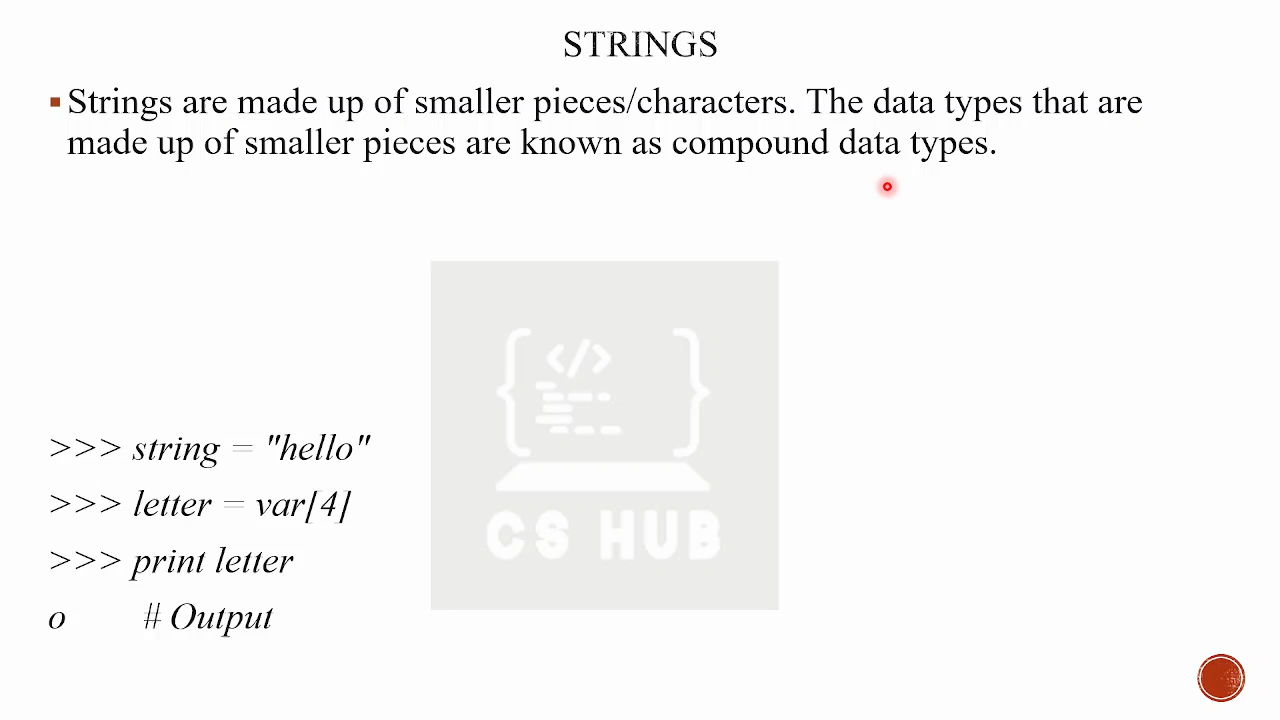 STRINGS
Strings are made up of smaller pieces/characters. The data types that are
made up of smaller pieces are known as compound data types.
</>
CS HUB
>>> string = "hello"
>>> letter = var[4]
>>> print letter
o # Output